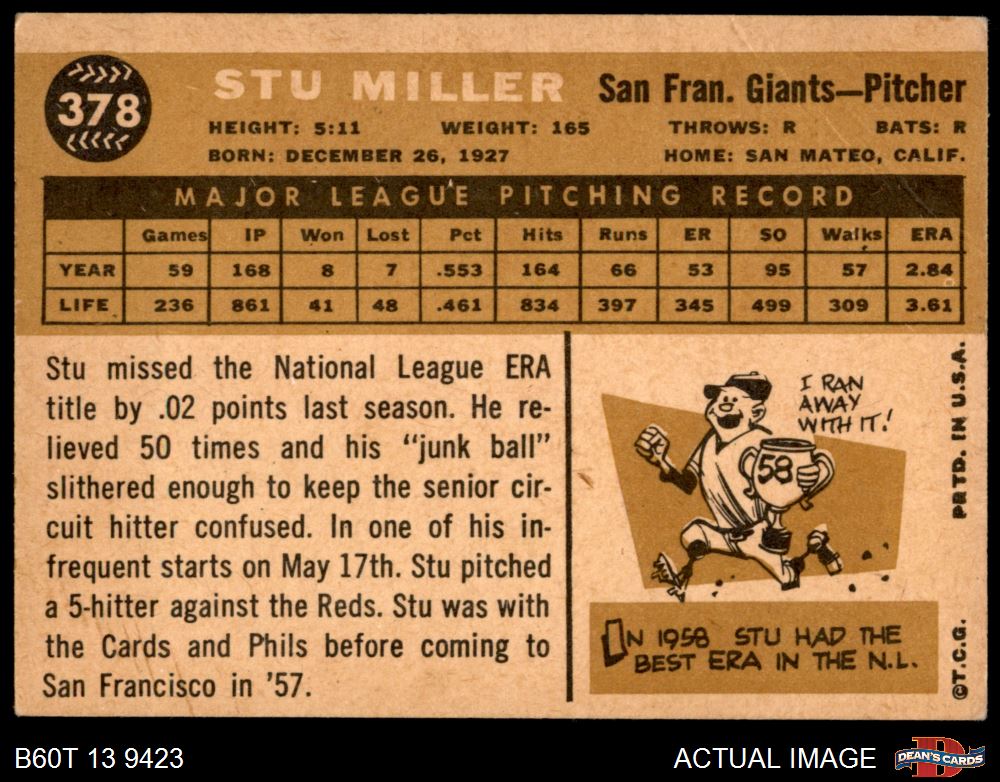 378
STU MILLER
San Fran. Giants—Pitcher
HEIGHT: 5:11 WEIGHT: 165 THROWS: R BATS: R
BORN: DECEMBER 26, 1927 HOME: SAN MATEO, CALIF.
MAJOR LEAGUE PITCHING RECORD
Games IP Won Lost Pct Hits Runs ER SO Walks ERA
YEAR 59 168 8 7 .553 164 66 53 95 57 2.84
LIFE 236 861 41 48 .461 834 397 345 499 309 3.61
Stu missed the National League ERA
title by .02 points last season. He re-
lieved 50 times and his “junk ball”
slithered enough to keep the senior cir-
cuit hitter confused. In one of his in-
frequent starts on May 17th. Stu pitched
a 5-hitter against the Reds. Stu was with
the Cards and Phils before coming to
San Francisco in '57.
I RAN
AWAY
WITH IT!
58
IN 1958 STU HAD THE
BEST ERA IN THE N.L.
©T.C.G. PRTD. IN U.S.A.
B60T 13 9423
ACTUAL IMAGE
D
DEAN'S CARDS